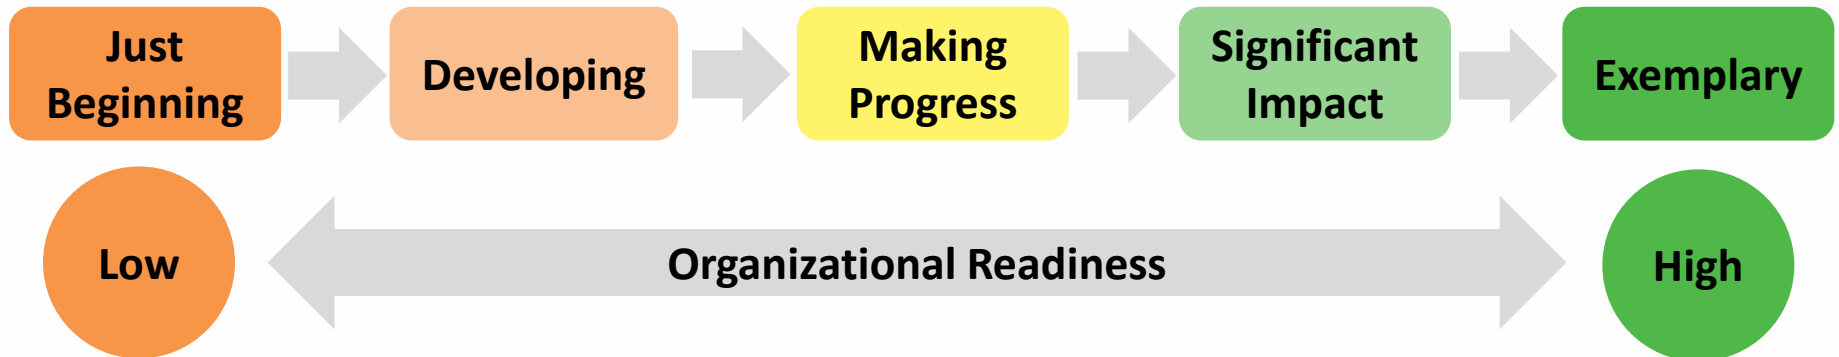 Just
Beginning
Developing
Making
Progress
Significant
Impact
Exemplary
Low
Organizational Readiness
High